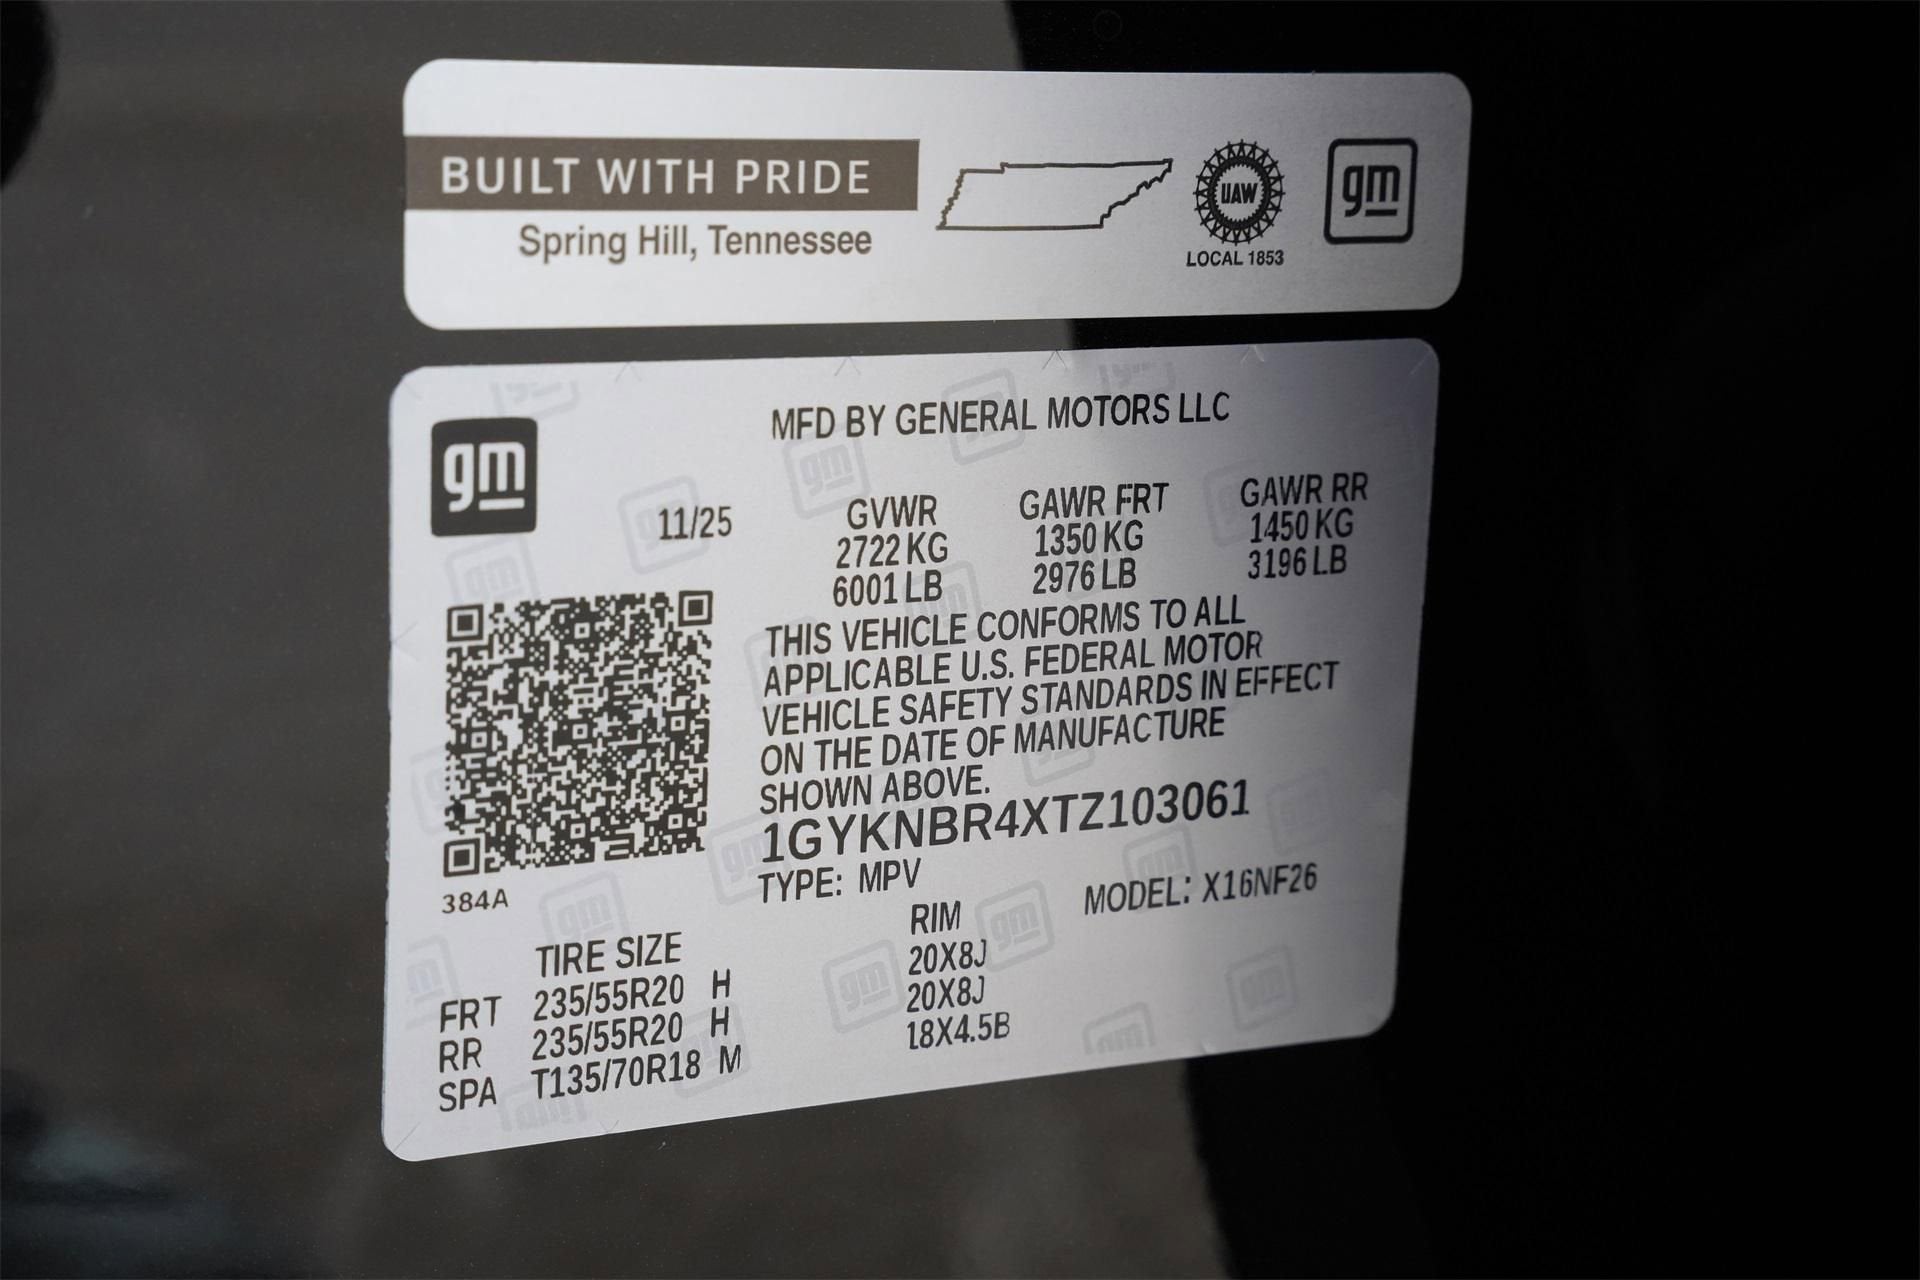 BUILT WITH PRIDE
Spring Hill, Tennessee
UAW
LOCAL 1853
gm
gm
MFD BY GENERAL MOTORS LLC
11/25
GVWR GAWR FRT GAWR RR
2722 KG 1350 KG 1450 KG
6001 LB 2976 LB 3196 LB
THIS VEHICLE CONFORMS TO ALL
APPLICABLE U.S. FEDERAL MOTOR
VEHICLE SAFETY STANDARDS IN EFFECT
ON THE DATE OF MANUFACTURE
SHOWN ABOVE.
1GYKNBR4XTZ103061
TYPE: MPV MODEL: X16NF26
384A
TIRE SIZE RIM
FRT 235/55R20 H 20X8J
RR 235/55R20 H 20X8J
SPA T135/70R18 M 18X4.5B